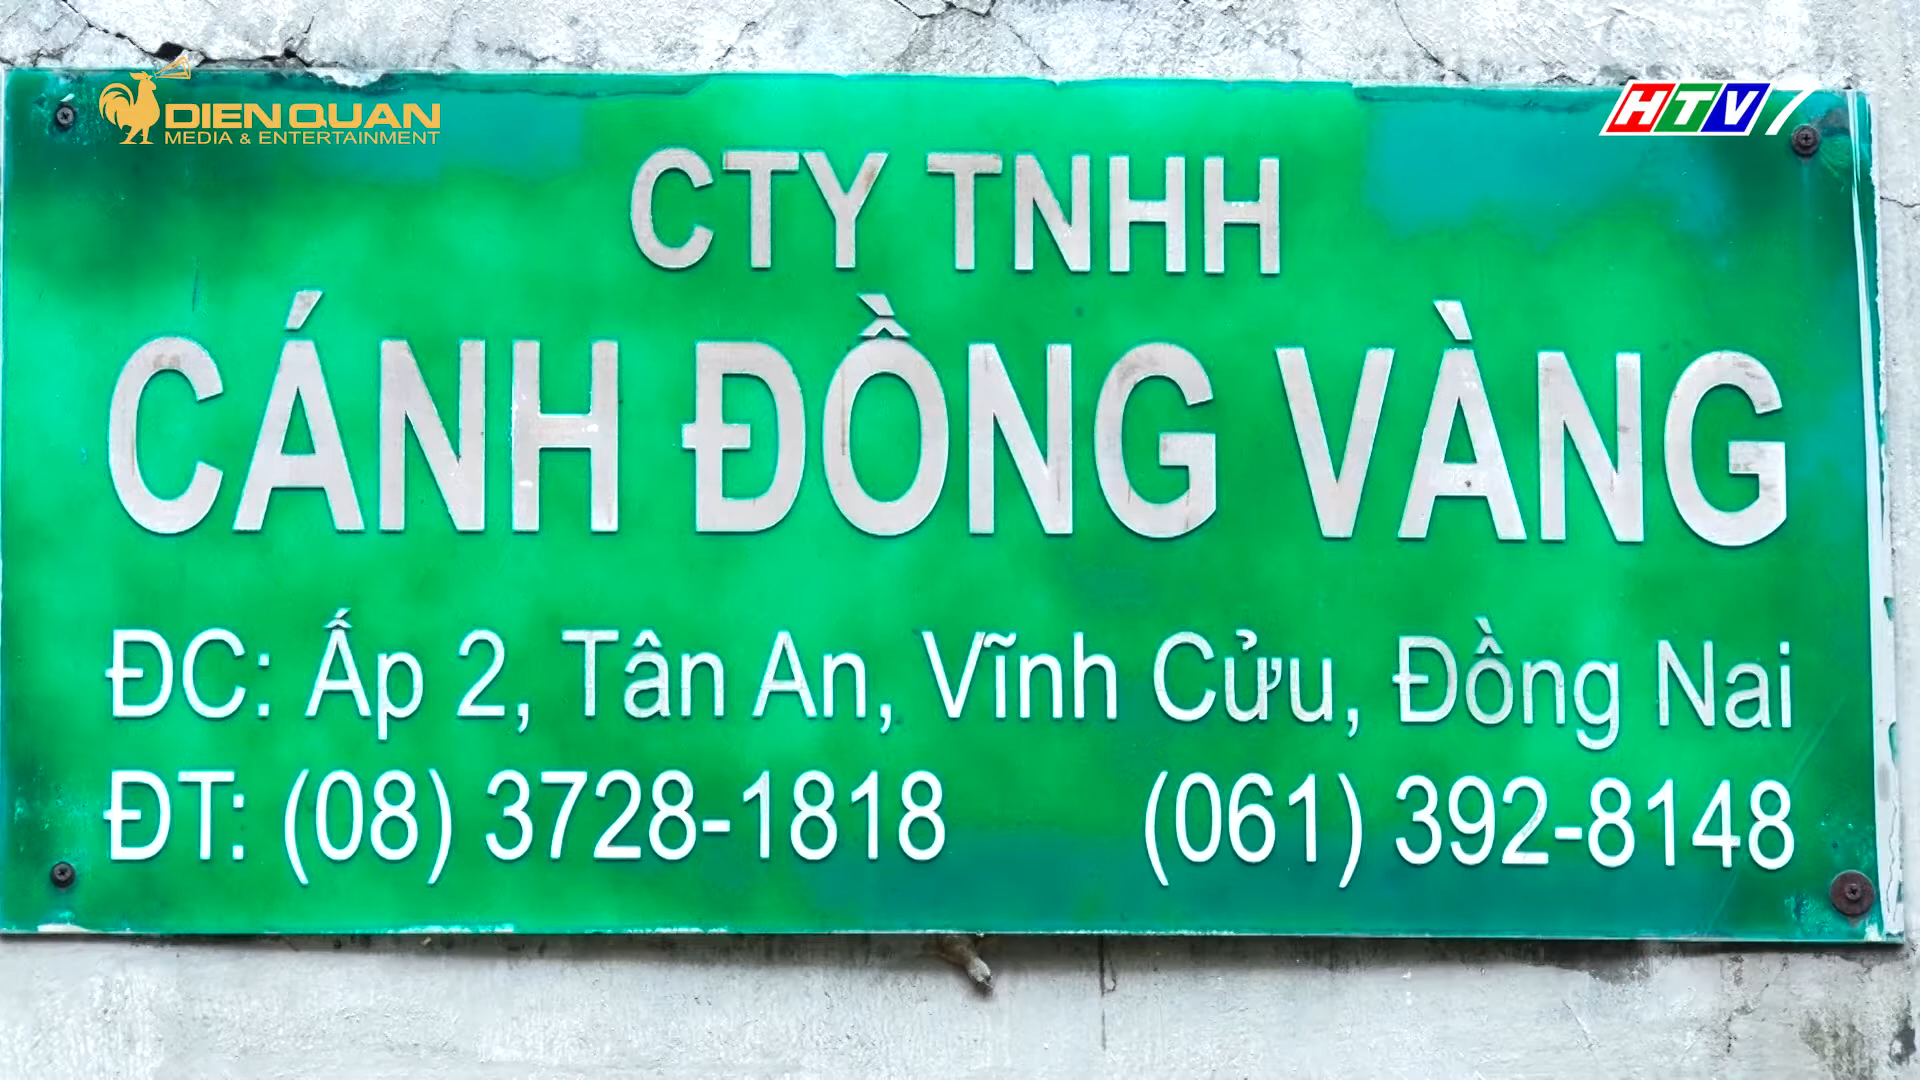 DIEN QUAN
MEDIA & ENTERTAINMENT
HTV7
CTY TNHH
CÁNH ĐỒNG VÀNG
ĐC: Ấp 2, Tân An, Vĩnh Cửu, Đồng Nai
ĐT: (08) 3728-1818 (061) 392-8148